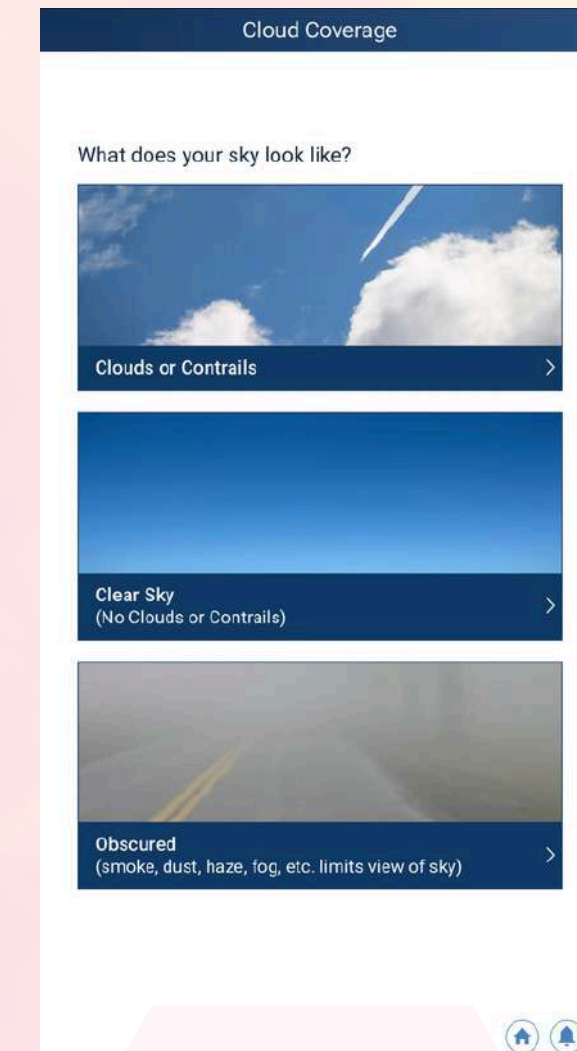 Cloud Coverage
What does your sky look like?
Clouds or Contrails
Clear Sky
(No Clouds or Contrails)
Obscured
(smoke, dust, haze, fog, etc. limits view of sky)